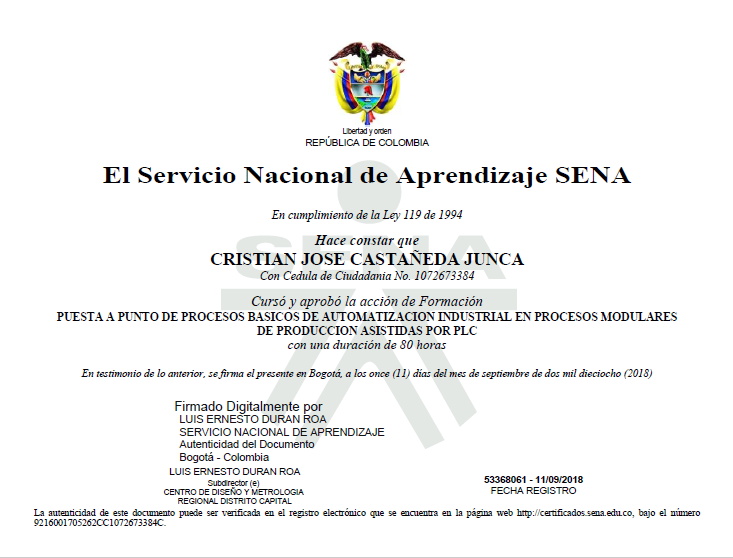 Libertad y orden
REPÚBLICA DE COLOMBIA
El Servicio Nacional de Aprendizaje SENA
En cumplimiento de la Ley 119 de 1994
SENA
Hace constar que
CRISTIAN JOSE CASTAÑEDA JUNCA
Con Cedula de Ciudadania No. 1072673384
Cursó y aprobó la acción de Formación
PUESTA A PUNTO DE PROCESOS BASICOS DE AUTOMATIZACION INDUSTRIAL EN PROCESOS MODULARES
DE PRODUCCION ASISTIDAS POR PLC
con una duración de 80 horas
En testimonio de lo anterior, se firma el presente en Bogotá, a los once (11) días del mes de septiembre de dos mil dieciocho (2018)
Firmado Digitalmente por
LUIS ERNESTO DURAN ROA
SERVICIO NACIONAL DE APRENDIZAJE
Autenticidad del Documento
Bogotá - Colombia
LUIS ERNESTO DURAN ROA
Subdirector (e)
CENTRO DE DISEÑO Y METROLOGIA
REGIONAL DISTRITO CAPITAL
53368061 - 11/09/2018
FECHA REGISTRO
La autenticidad de este documento puede ser verificada en el registro electrónico que se encuentra en la página web http://certificados.sena.edu.co, bajo el número
9216001705262CC1072673384C.